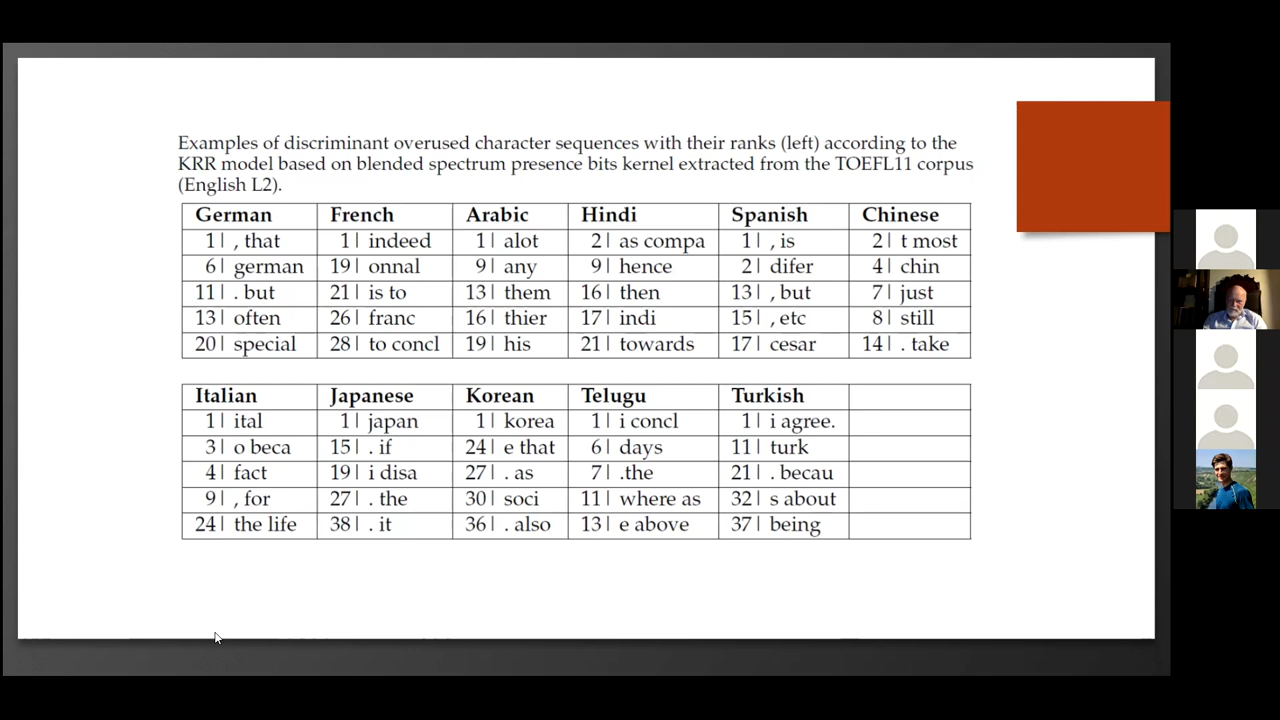 Examples of discriminant overused character sequences with their ranks (left) according to the
KRR model based on blended spectrum presence bits kernel extracted from the TOEFL11 corpus
(English L2).
German French Arabic Hindi Spanish Chinese
1| , that 1| indeed 1| alot 2| as compa 1| , is 2| t most
6| german 19| onnal 9| any 9| hence 2| difer 4| chin
11| . but 21| is to 13| them 16| then 13| , but 7| just
13| often 26| franc 16| thier 17| indi 15| , etc 8| still
20| special 28| to concl 19| his 21| towards 17| cesar 14| . take
Italian Japanese Korean Telugu Turkish
1| ital 1| japan 1| korea 1| i concl 1| i agree.
3| o beca 15| . if 24| e that 6| days 11| turk
4| fact 19| i disa 27| . as 7| .the 21| . becau
9| , for 27| . the 30| soci 11| where as 32| s about
24| the life 38| . it 36| . also 13| e above 37| being